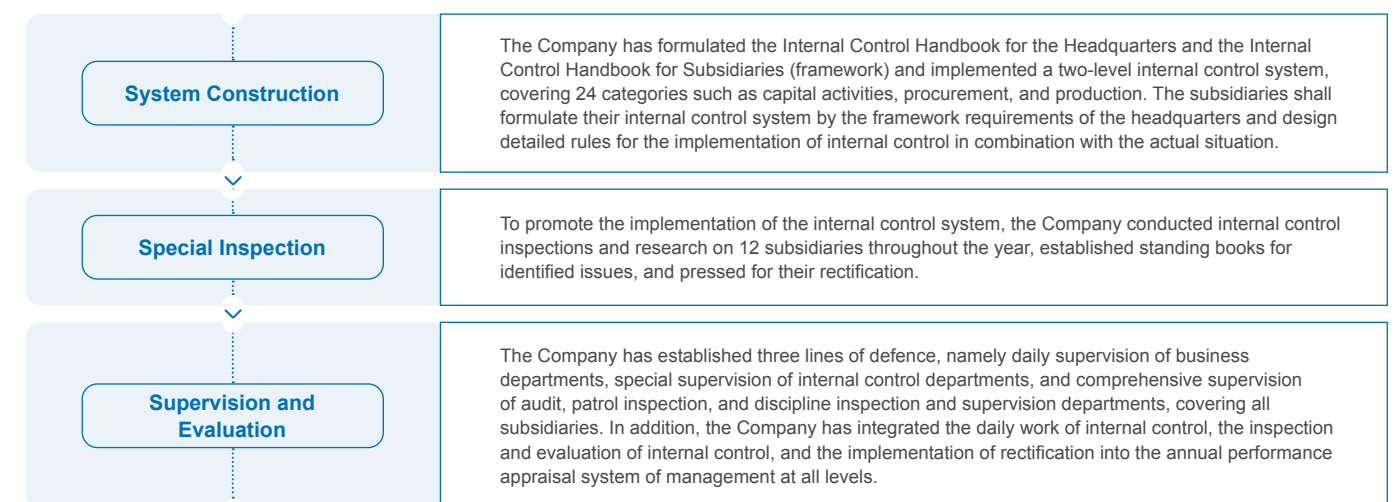 System Construction
The Company has formulated the Internal Control Handbook for the Headquarters and the Internal
Control Handbook for Subsidiaries (framework) and implemented a two-level internal control system,
covering 24 categories such as capital activities, procurement, and production. The subsidiaries shall
formulate their internal control system by the framework requirements of the headquarters and design
detailed rules for the implementation of internal control in combination with the actual situation.
Special Inspection
To promote the implementation of the internal control system, the Company conducted internal control
inspections and research on 12 subsidiaries throughout the year, established standing books for
identified issues, and pressed for their rectification.
Supervision and
Evaluation
The Company has established three lines of defence, namely daily supervision of business
departments, special supervision of internal control departments, and comprehensive supervision
of audit, patrol inspection, and discipline inspection and supervision departments, covering all
subsidiaries. In addition, the Company has integrated the daily work of internal control, the inspection
and evaluation of internal control, and the implementation of rectification into the annual performance
appraisal system of management at all levels.